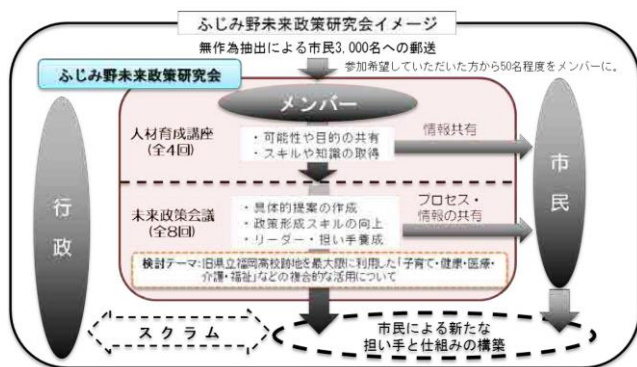 ふじみ野未来政策研究会イメージ
無作為抽出による市民3,000名への郵送
参加希望していただいた方から50名程度をメンバーに。
ふじみ野未来政策研究会
メンバー
人材育成講座
(全4回)
・可能性や目的の共有
・スキルや知識の取得
情報共有
行政
市民
未来政策会議
(全8回)
・具体的提案の作成
・政策形成スキルの向上
・リーダー・担い手養成
プロセス・
情報の共有
検討テーマ:旧県立福岡高校跡地を最大限に利用した「子育て・健康・医療・
介護・福祉」などの複合的な活用について
スクラム
市民による新たな
担い手と仕組みの構築